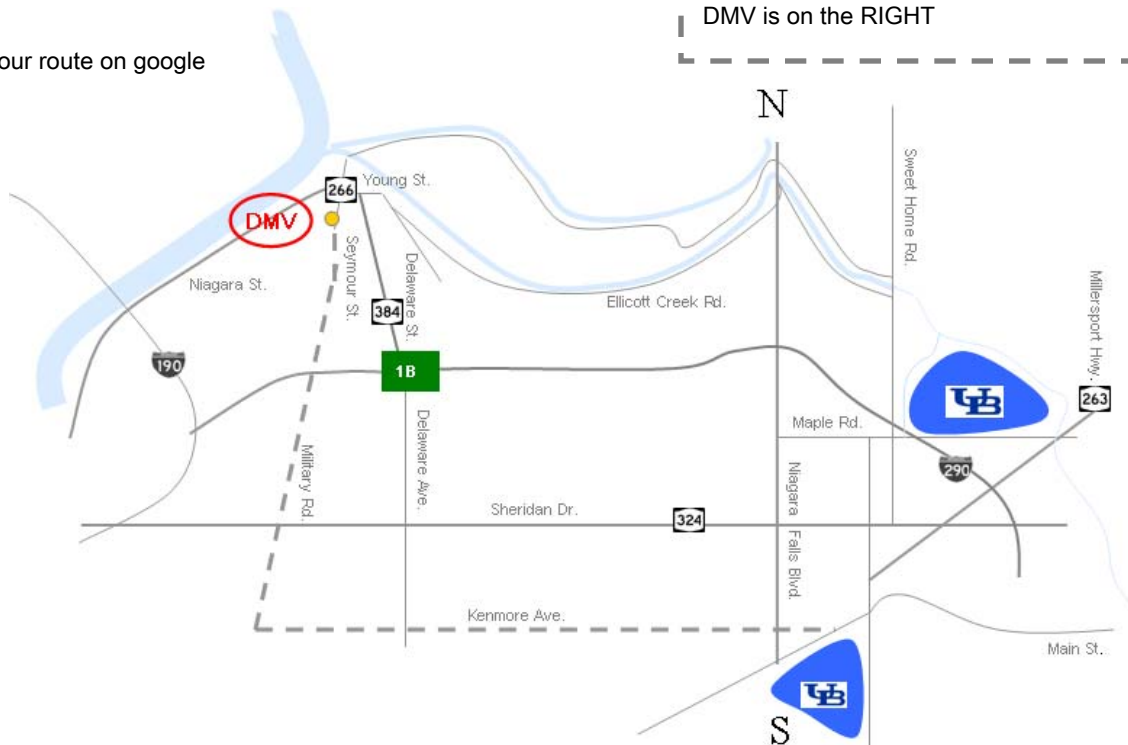 DMV is on the RIGHT
our route on google
N
Sweet Home Rd.
266
Young St.
DMV
Seymour St.
Delaware St.
Niagara St.
Ellicott Creek Rd.
Millersport Hwy.
384
190
1B
UB
263
Maple Rd.
Delaware Ave.
Military Rd.
290
Niagara Falls Blvd.
Sheridan Dr.
324
Kenmore Ave.
Main St.
UB
S